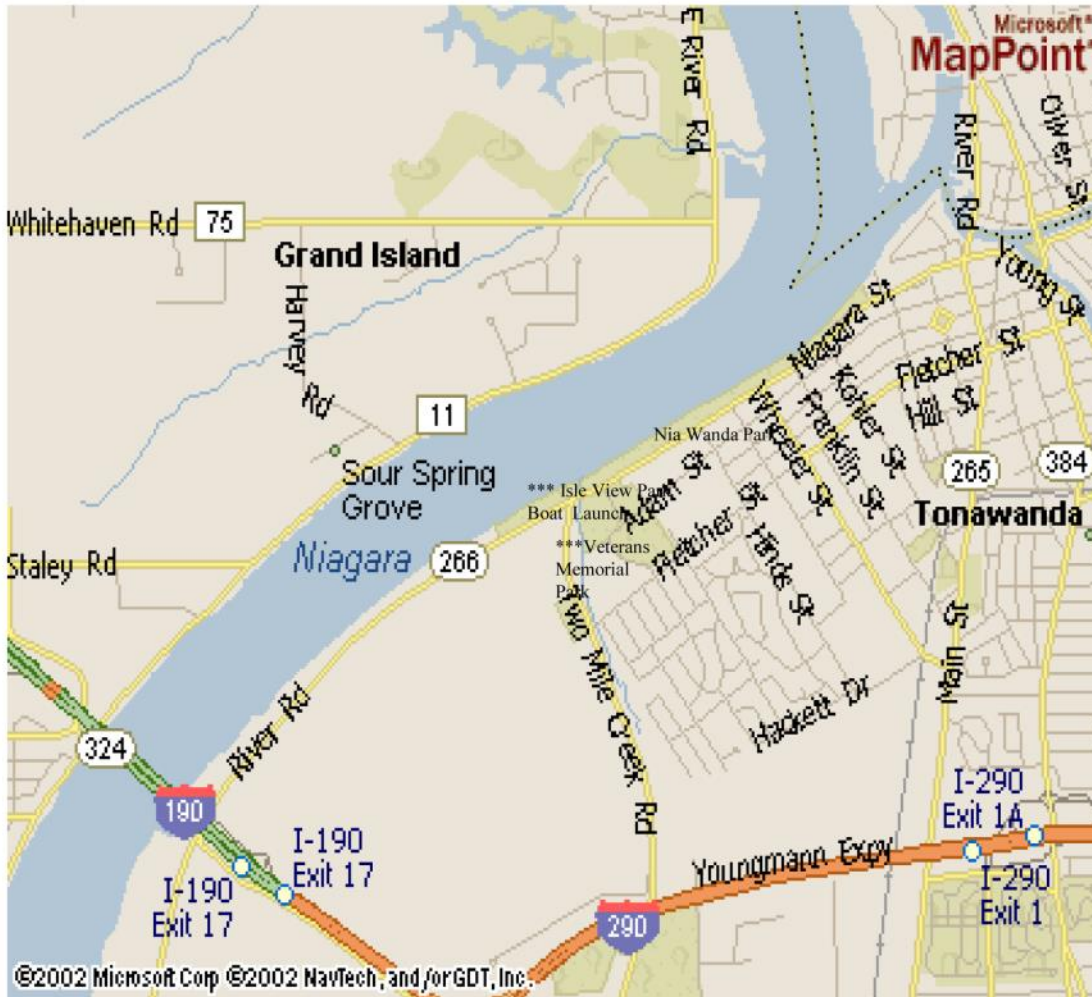 Microsoft®
MapPoint®
E River Rd
River Rd
Oliver St
Whitehaven Rd
75
Grand Island
Harvey Rd
Young St
Niagara St
Fletcher St
Kohler St
Hill St
Franklin St
Wheeler St
11
Nia Wanda Park
265
384
Sour Spring
Grove
*** Isle View Park
Boat Launch
Adam St
Fletcher St
Hinds St
Tonawanda
***Veterans
Memorial
Park
Niagara
266
Staley Rd
Two Mile Creek Rd
Main St
Hackett Dr
River Rd
324
190
I-190
Exit 17
I-190
Exit 17
Youngmann Expy
I-290
Exit 1A
I-290
Exit 1
290
©2002 Microsoft Corp ©2002 NavTech, and/or GDT, Inc.